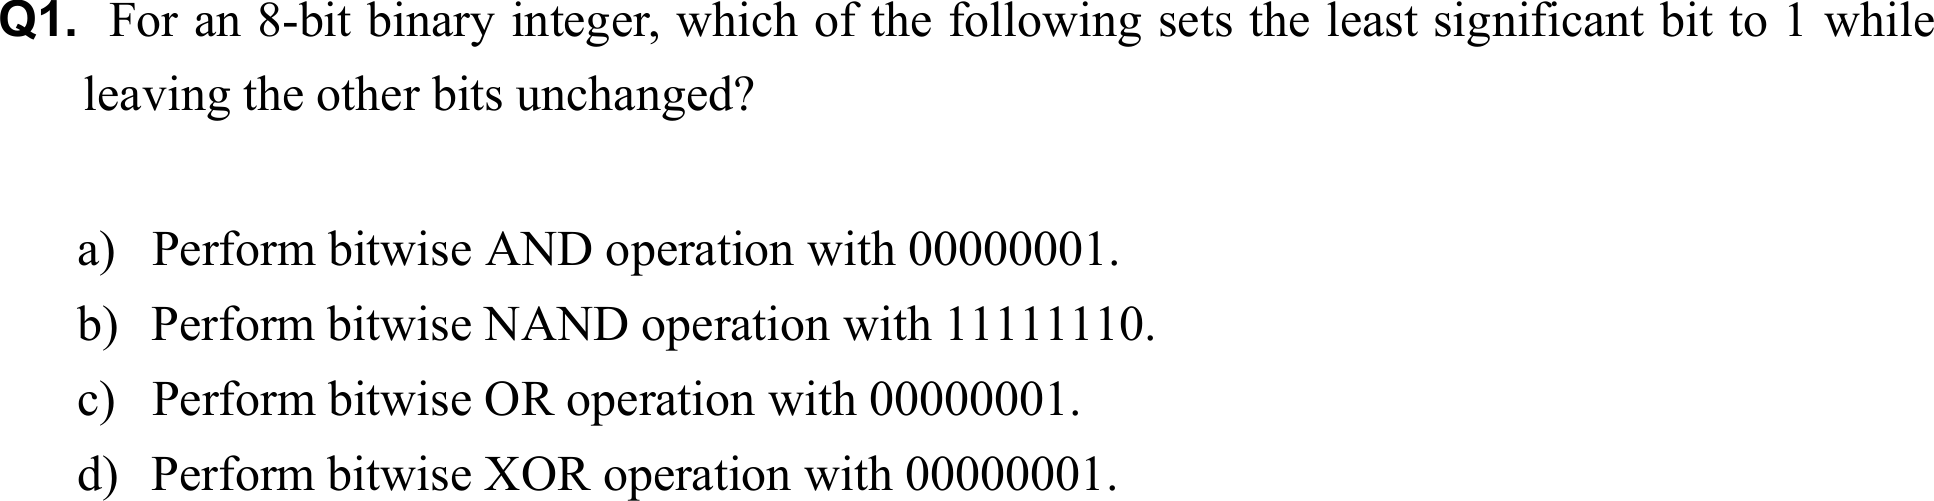 Q1. For an 8-bit binary integer, which of the following sets the least significant bit to 1 while
leaving the other bits unchanged?
a) Perform bitwise AND operation with 00000001.
b) Perform bitwise NAND operation with 11111110.
c) Perform bitwise OR operation with 00000001.
d) Perform bitwise XOR operation with 00000001.